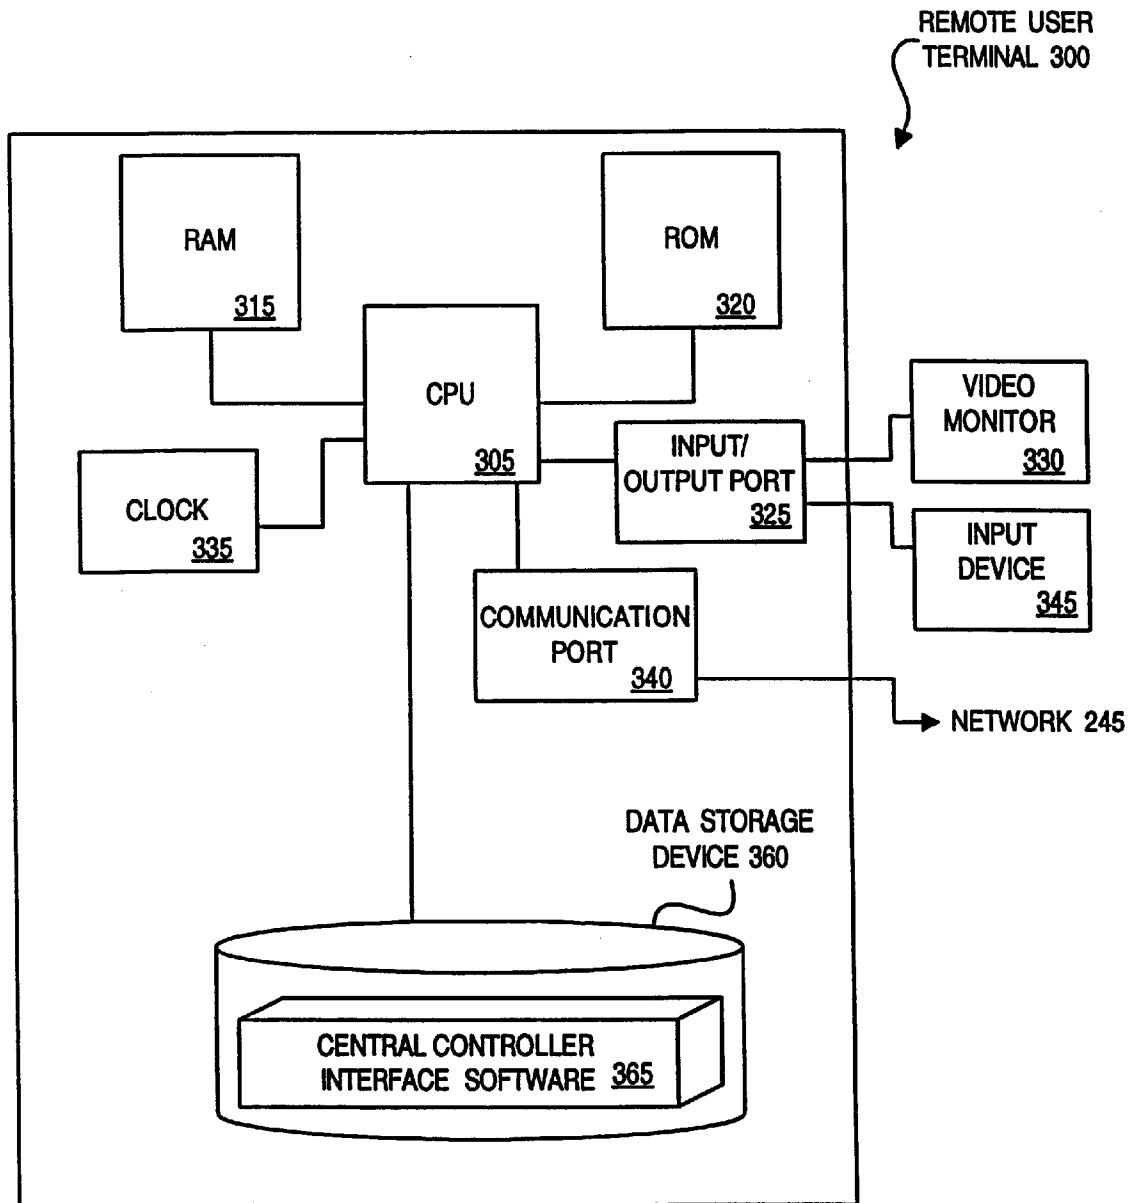 REMOTE USER
TERMINAL 300
RAM
315
ROM
320
CPU
305
VIDEO
MONITOR
330
INPUT/
OUTPUT PORT
325
CLOCK
335
INPUT
DEVICE
345
COMMUNICATION
PORT
340
NETWORK 245
DATA STORAGE
DEVICE 360
CENTRAL CONTROLLER
INTERFACE SOFTWARE 365